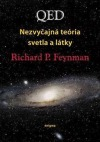 QED
Nezvyčajná teória
svetla a látky
Richard P. Feynman